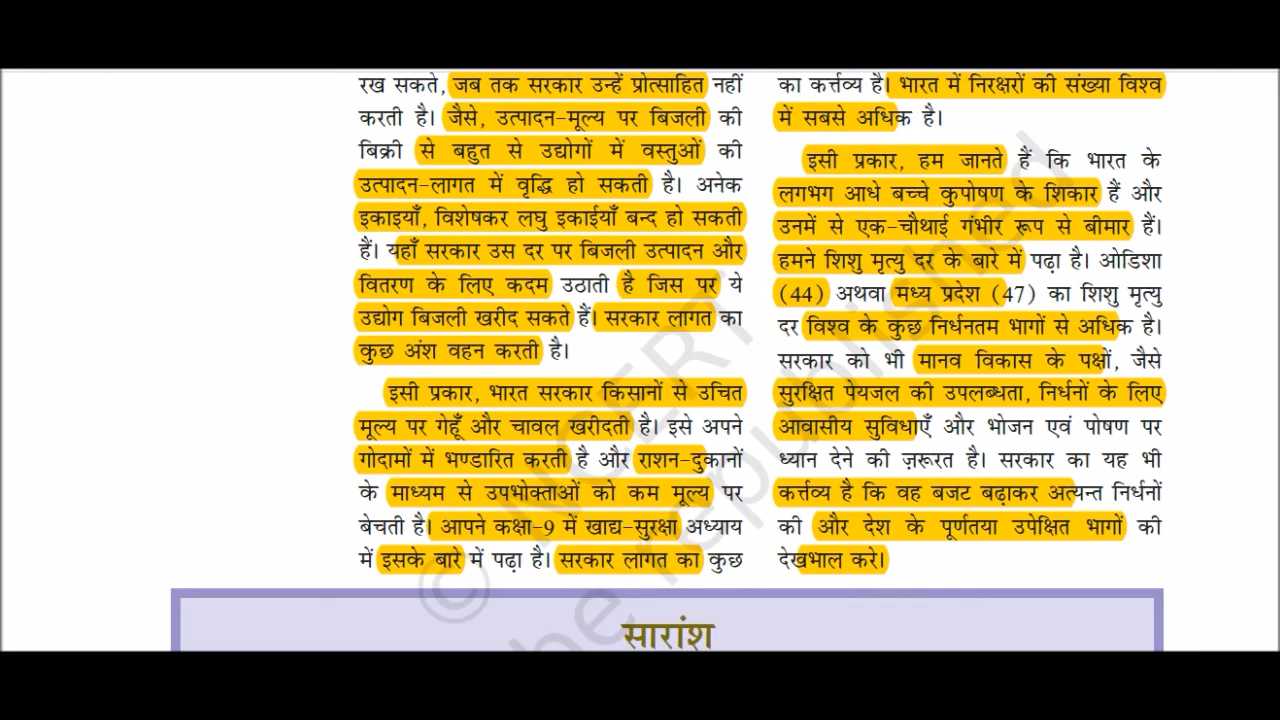 रख सकते, जब तक सरकार उन्हें प्रोत्साहित नहीं
करती है। जैसे, उत्पादन-मूल्य पर बिजली की
बिक्री से बहुत से उद्योगों में वस्तुओं की
उत्पादन-लागत में वृद्धि हो सकती है। अनेक
इकाइयाँ, विशेषकर लघु इकाईयाँ बन्द हो सकती
हैं। यहाँ सरकार उस दर पर बिजली उत्पादन और
वितरण के लिए कदम उठाती है जिस पर ये
उद्योग बिजली खरीद सकते हैं। सरकार लागत का
कुछ अंश वहन करती है।
इसी प्रकार, भारत सरकार किसानों से उचित
मूल्य पर गेहूँ और चावल खरीदती है। इसे अपने
गोदामों में भण्डारित करती है और राशन-दुकानों
के माध्यम से उपभोक्ताओं को कम मूल्य पर
बेचती है। आपने कक्षा-9 में खाद्य-सुरक्षा अध्याय
में इसके बारे में पढ़ा है। सरकार लागत का कुछ
का कर्त्तव्य है। भारत में निरक्षरों की संख्या विश्व
में सबसे अधिक है।
इसी प्रकार, हम जानते हैं कि भारत के
लगभग आधे बच्चे कुपोषण के शिकार हैं और
उनमें से एक-चौथाई गंभीर रूप से बीमार हैं।
हमने शिशु मृत्यु दर के बारे में पढ़ा है। ओडिशा
(44) अथवा मध्य प्रदेश (47) का शिशु मृत्यु
दर विश्व के कुछ निर्धनतम भागों से अधिक है।
सरकार को भी मानव विकास के पक्षों, जैसे
सुरक्षित पेयजल की उपलब्धता, निर्धनों के लिए
आवासीय सुविधाएँ और भोजन एवं पोषण पर
ध्यान देने की ज़रूरत है। सरकार का यह भी
कर्त्तव्य है कि वह बजट बढ़ाकर अत्यन्त निर्धनों
की और देश के पूर्णतया उपेक्षित भागों की
देखभाल करे।
© NCERT
be republished
सारांश